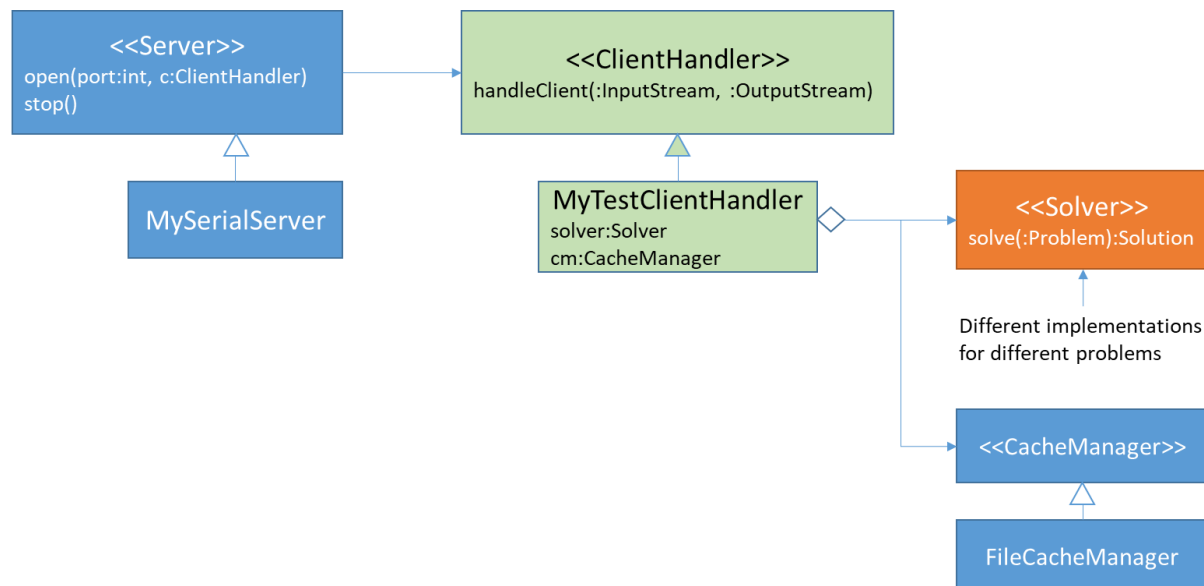 <<Server>>
open(port:int, c:ClientHandler)
stop()
<<ClientHandler>>
handleClient(:InputStream, :OutputStream)
MySerialServer
MyTestClientHandler
solver:Solver
cm:CacheManager
<<Solver>>
solve(:Problem):Solution
Different implementations
for different problems
<<CacheManager>>
FileCacheManager